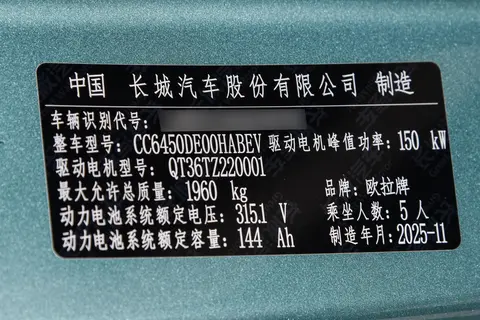 中国 长城汽车股份有限公司 制造
车辆识别代号:
整车型号: CC6450DE00HABEV 驱动电机峰值功率: 150 kW
驱动电机型号: QT36TZ220001
最大允许总质量: 1960 kg 品牌: 欧拉牌
动力电池系统额定电压: 315.1 V 乘坐人数: 5 人
动力电池系统额定容量: 144 Ah 制造年月: 2025-11